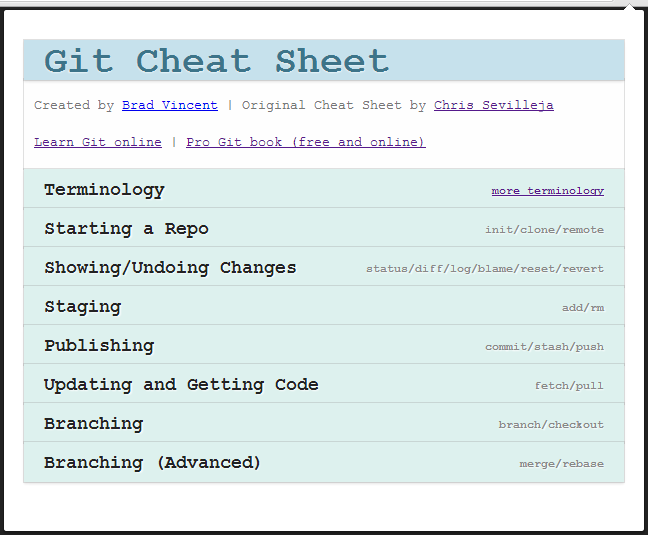 Git Cheat Sheet
Created by Brad Vincent | Original Cheat Sheet by Chris Sevilleja
Learn Git online | Pro Git book (free and online)
Terminology more terminology
Starting a Repo init/clone/remote
Showing/Undoing Changes status/diff/log/blame/reset/revert
Staging add/rm
Publishing commit/stash/push
Updating and Getting Code fetch/pull
Branching branch/checkout
Branching (Advanced) merge/rebase